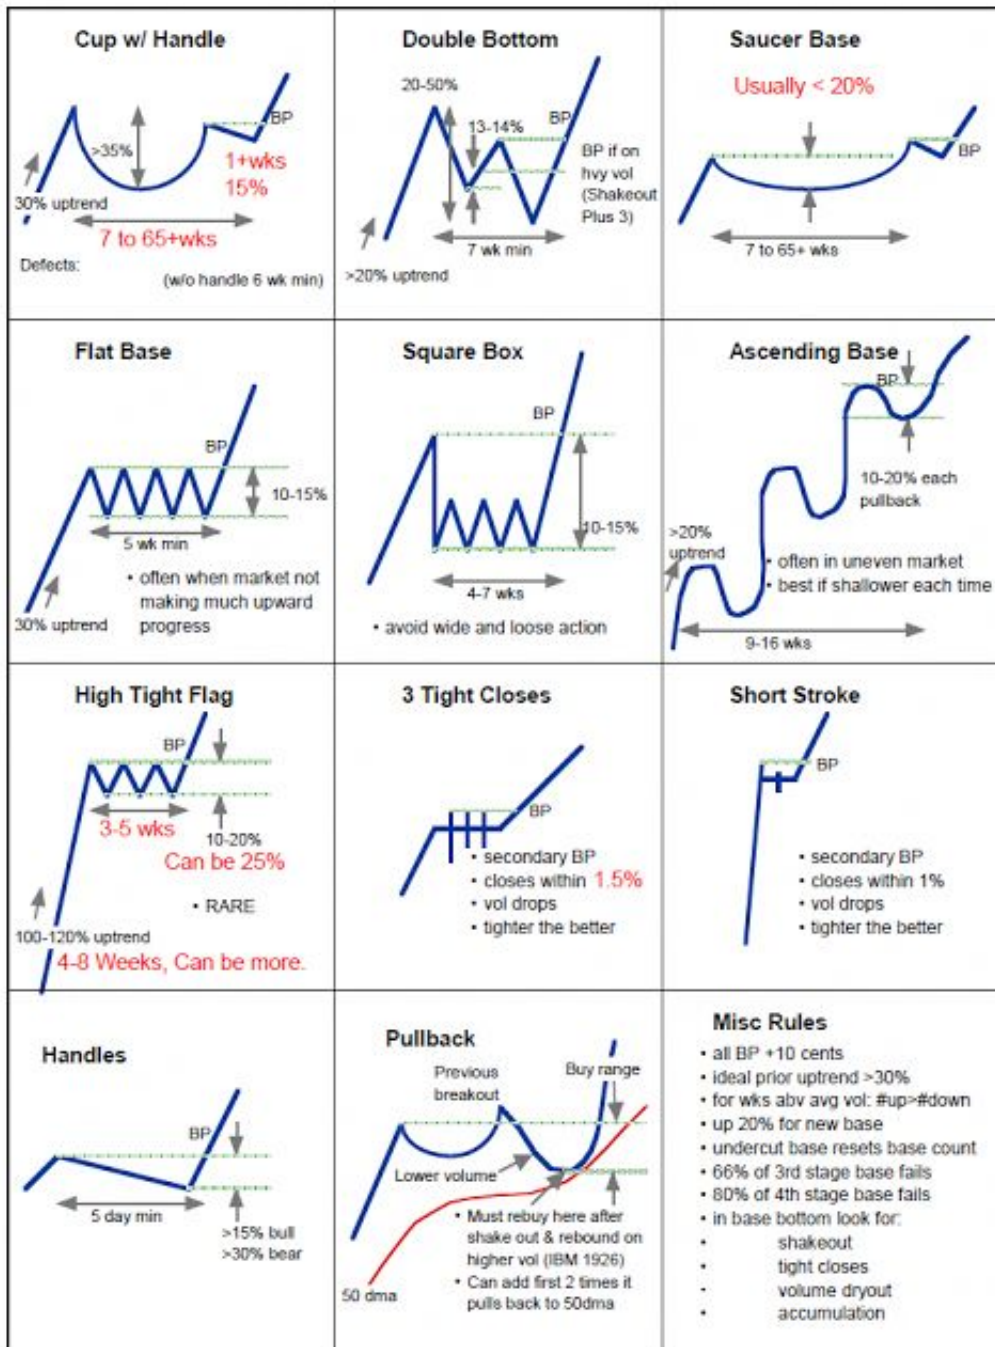 Cup w/ Handle
BP
>35%
1+wks
15%
30% uptrend
7 to 65+wks
Defects:
(w/o handle 6 wk min)
Double Bottom
20-50%
13-14%
BP
BP if on
hvy vol
(Shakeout
Plus 3)
7 wk min
>20% uptrend
Saucer Base
Usually < 20%
BP
7 to 65+ wks
Flat Base
BP
10-15%
5 wk min
• often when market not
making much upward
progress
30% uptrend
Square Box
BP
10-15%
4-7 wks
• avoid wide and loose action
Ascending Base
BP
10-20% each
pullback
>20%
uptrend
• often in uneven market
• best if shallower each time
9-16 wks
High Tight Flag
BP
3-5 wks
10-20%
Can be 25%
• RARE
100-120% uptrend
4-8 Weeks, Can be more.
3 Tight Closes
BP
• secondary BP
• closes within 1.5%
• vol drops
• tighter the better
Short Stroke
BP
• secondary BP
• closes within 1%
• vol drops
• tighter the better
Handles
BP
5 day min
>15% bull
>30% bear
Pullback
Previous
breakout
Buy range
Lower volume
• Must rebuy here after
shake out & rebound on
higher vol (IBM 1926)
• Can add first 2 times it
pulls back to 50dma
50 dma
Misc Rules
• all BP +10 cents
• ideal prior uptrend >30%
• for wks abv avg vol: #up>#down
• up 20% for new base
• undercut base resets base count
• 66% of 3rd stage base fails
• 80% of 4th stage base fails
• in base bottom look for:
• shakeout
• tight closes
• volume dryout
• accumulation